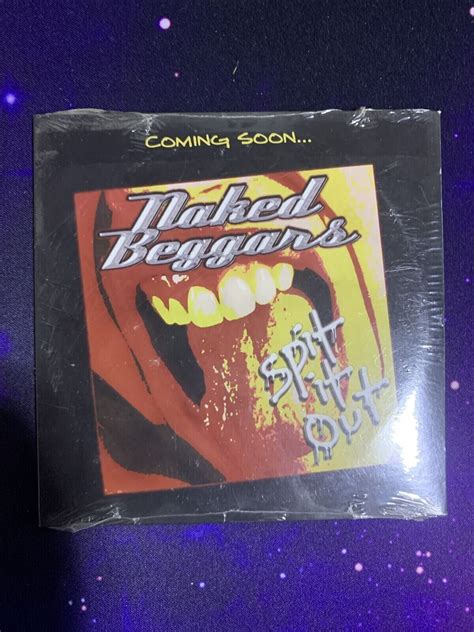 COMING SOON...
Naked
Beggars
Spit
it
Out